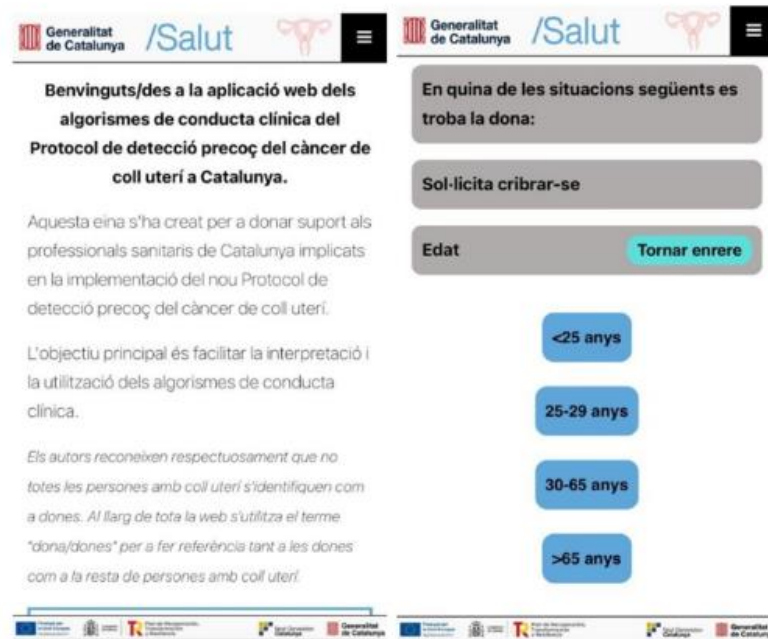 Generalitat
de Catalunya
/Salut
Benvinguts/des a la aplicació web dels
algorismes de conducta clínica del
Protocol de detecció precoç del càncer de
coll uterí a Catalunya.
Aquesta eina s'ha creat per a donar suport als
professionals sanitaris de Catalunya implicats
en la implementació del nou Protocol de
detecció precoç del càncer de coll uterí.
L'objectiu principal és facilitar la interpretació i
la utilització dels algorismes de conducta
clínica.
Els autors reconeixen respectuosament que no
totes les persones amb coll uterí s'identifiquen com
a dones. Al llarg de tota la web s'utilitza el terme
"dona/dones" per a fer referència tant a les dones
com a la resta de persones amb coll uterí.
Generalitat
de Catalunya
Generalitat
de Catalunya
/Salut
En quina de les situacions següents es
troba la dona:
Sol·licita cribrar-se
Edat
Tornar enrere
<25 anys
25-29 anys
30-65 anys
>65 anys
Generalitat
de Catalunya